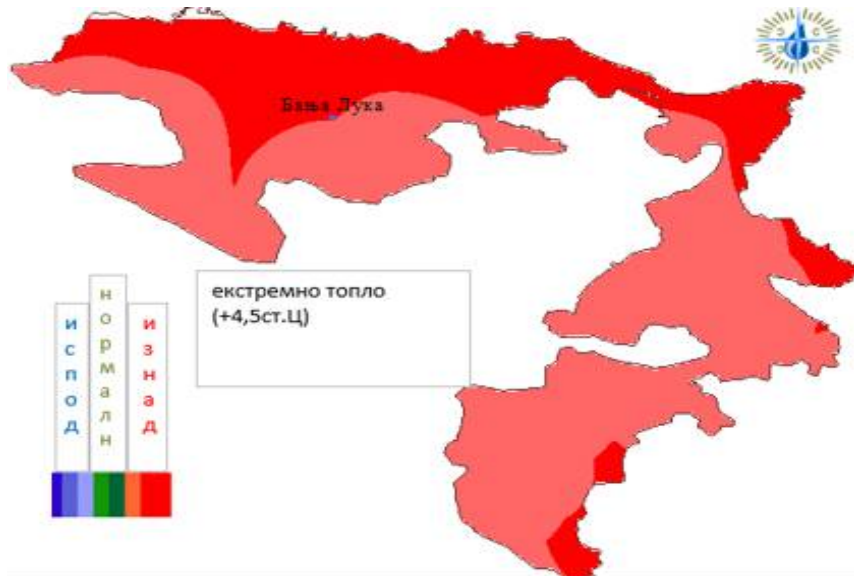 Бања Лука
екстремно топло
(+4,5ст.Ц)
испод
нормалн
изнад